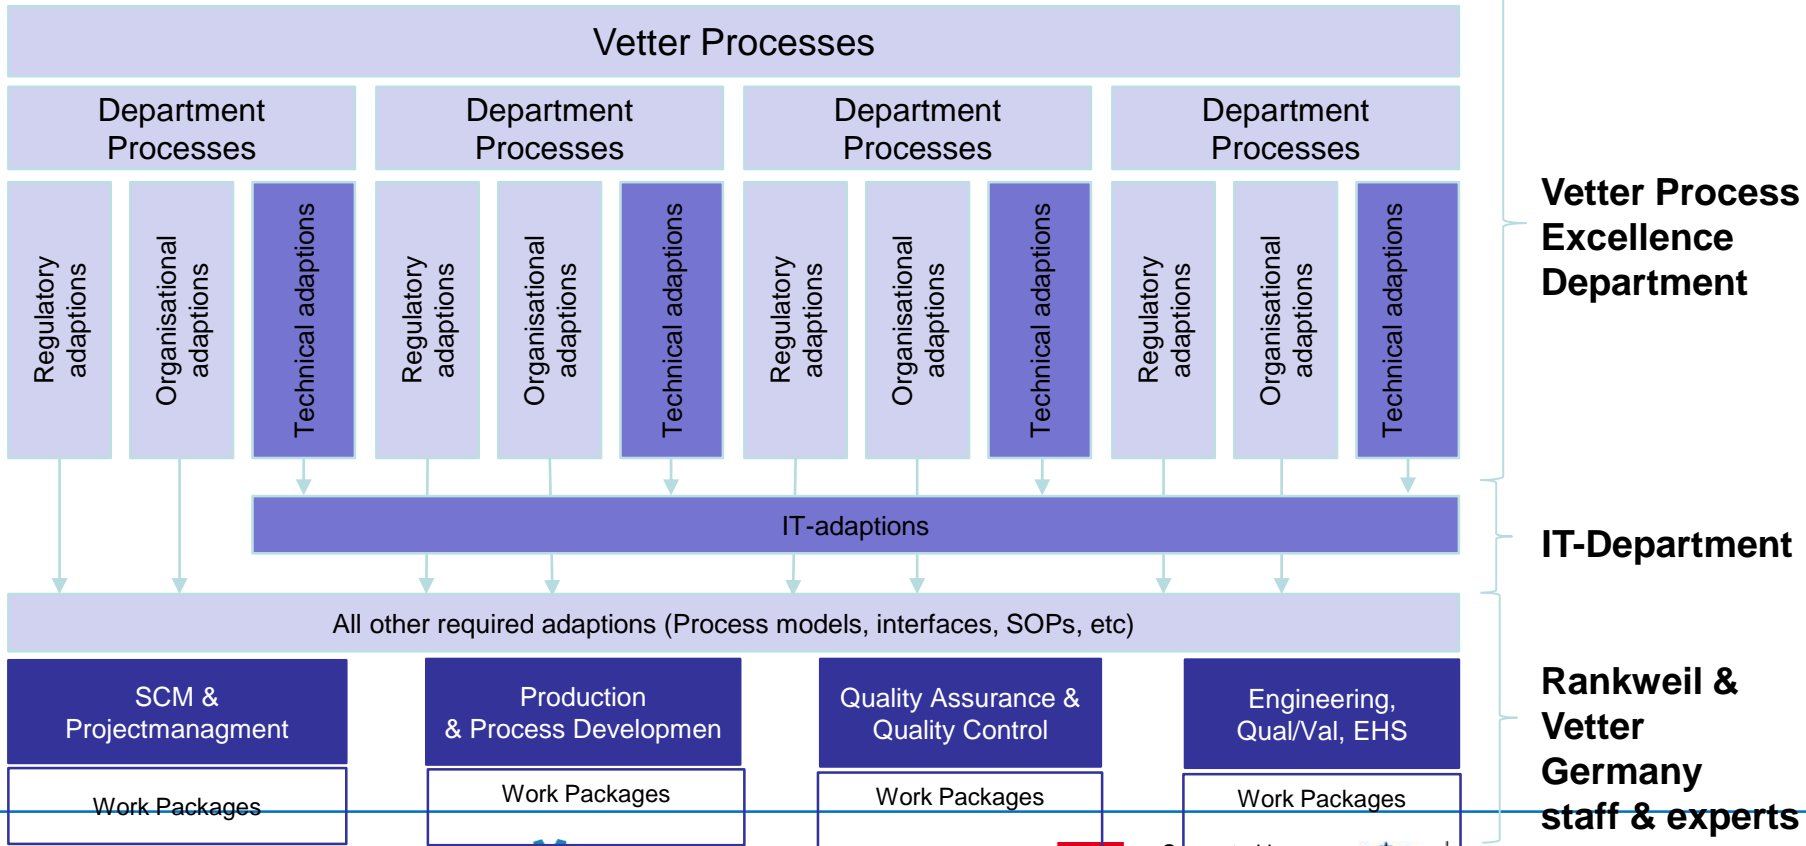 Vetter Processes
Department
Processes
Department
Processes
Department
Processes
Department
Processes
Regulatory
adaptions
Organisational
adaptions
Technical adaptions
Regulatory
adaptions
Organisational
adaptions
Technical adaptions
Regulatory
adaptions
Organisational
adaptions
Technical adaptions
Regulatory
adaptions
Organisational
adaptions
Technical adaptions
Vetter Process
Excellence
Department
IT-adaptions
IT-Department
All other required adaptions (Process models, interfaces, SOPs, etc)
SCM &
Projectmanagment
Production
& Process Developmen
Quality Assurance &
Quality Control
Engineering,
Qual/Val, EHS
Rankweil &
Vetter
Germany
staff & experts
Work Packages
Work Packages
Work Packages
Work Packages